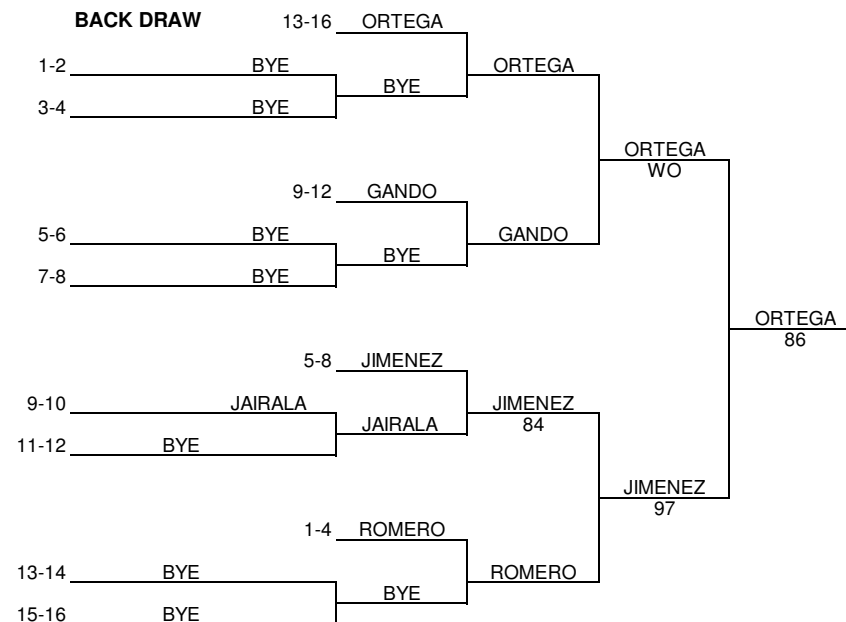 BACK DRAW 13-16 ORTEGA
1-2 BYE ORTEGA
BYE
3-4 BYE
ORTEGA
WO
9-12 GANDO
5-6 BYE GANDO
BYE
7-8 BYE
ORTEGA
86
5-8 JIMENEZ
9-10 JAIRALA JIMENEZ
JAIRALA 84
11-12 BYE
JIMENEZ
97
1-4 ROMERO
13-14 BYE ROMERO
BYE
15-16 BYE